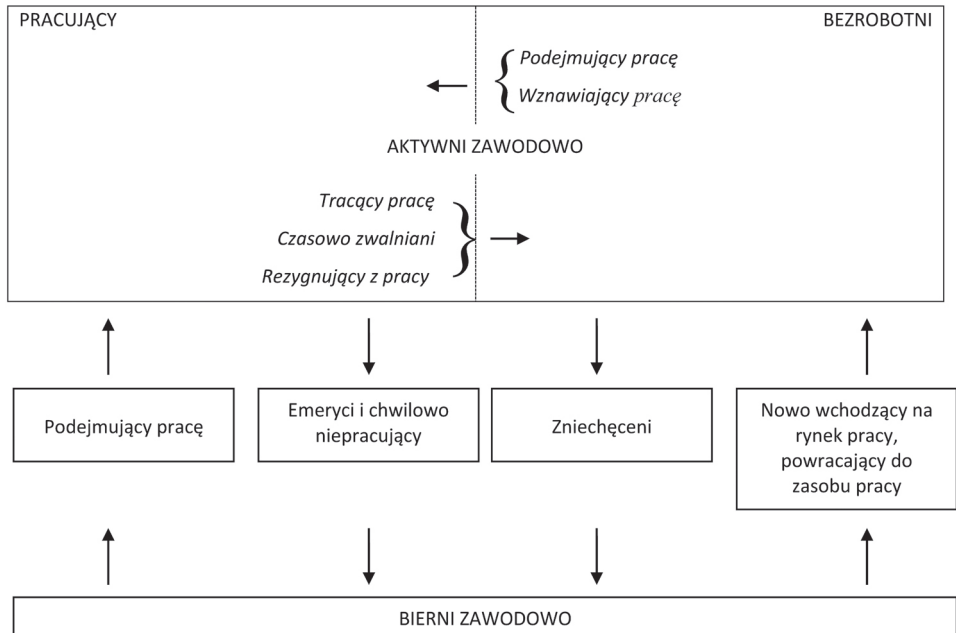 PRACUJĄCY
BEZROBOTNI
Podejmujący pracę
Wznawiający pracę
AKTYWNI ZAWODOWO
Tracący pracę
Czasowo zwalniani
Rezygnujący z pracy
Podejmujący pracę
Emeryci i chwilowo
niepracujący
Zniechęceni
Nowo wchodzący na
rynek pracy,
powracający do
zasobu pracy
BIERNI ZAWODOWO